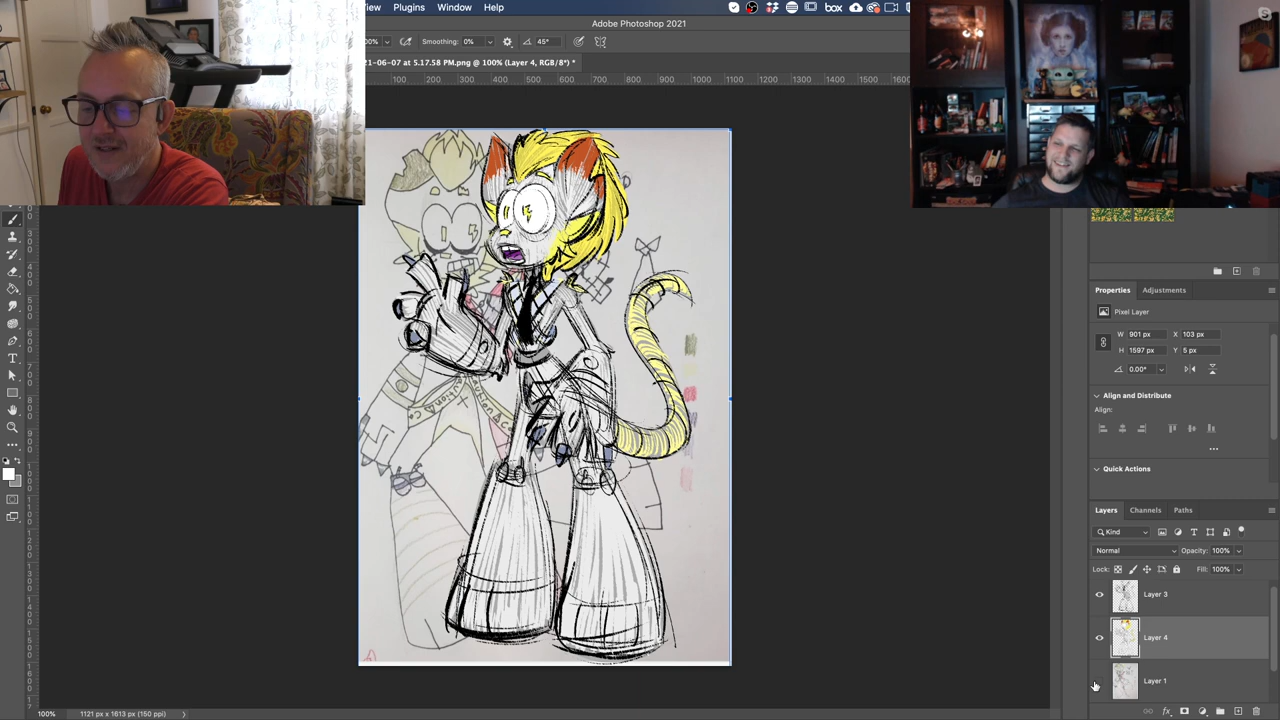 Plugins Window Help
box
Adobe Photoshop 2021
Smoothing: 0% 45°
21-06-07 at 5.17.58 PM.png @ 100% (Layer 4, RGB/8*) *
100 200 300 400 500 600 700 800 900 1000 1100 1200 1300 1400 1500 1600
Properties Adjustments
Pixel Layer
W 901 px X 103 px
H 1597 px Y 5 px
0.00°
Align and Distribute
Align:
Quick Actions
Layers Channels Paths
Kind
Normal Opacity: 100%
Lock: Fill: 100%
Layer 3
Layer 4
Layer 1
100% 1121 px x 1613 px (150 ppi)